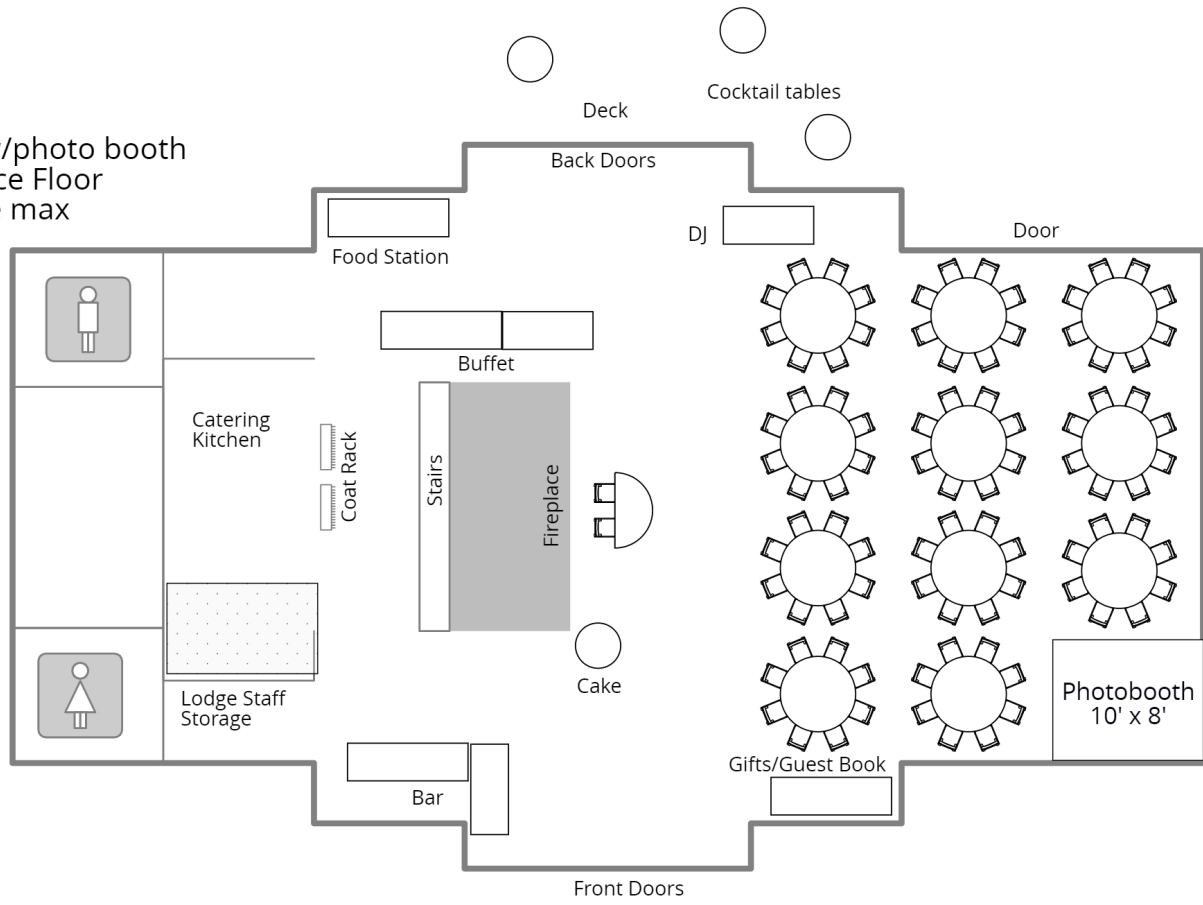 Deck
Cocktail tables
/photo booth
ce Floor
max
Back Doors
DJ
Door
Food Station
Buffet
Catering
Kitchen
Coat Rack
Stairs
Fireplace
Cake
Lodge Staff
Storage
Photobooth
10' x 8'
Gifts/Guest Book
Bar
Front Doors